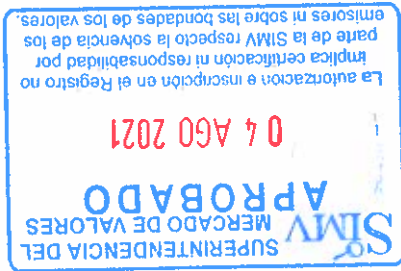 SIMV
SUPERINTENDENCIA DEL
MERCADO DE VALORES
APROBADO
04 AGO 2021
La autorización e inscripción en el Registro no
implica certificación ni responsabilidad por
parte de la SIMV respecto la solvencia de los
emisores ni sobre las bondades de los valores.